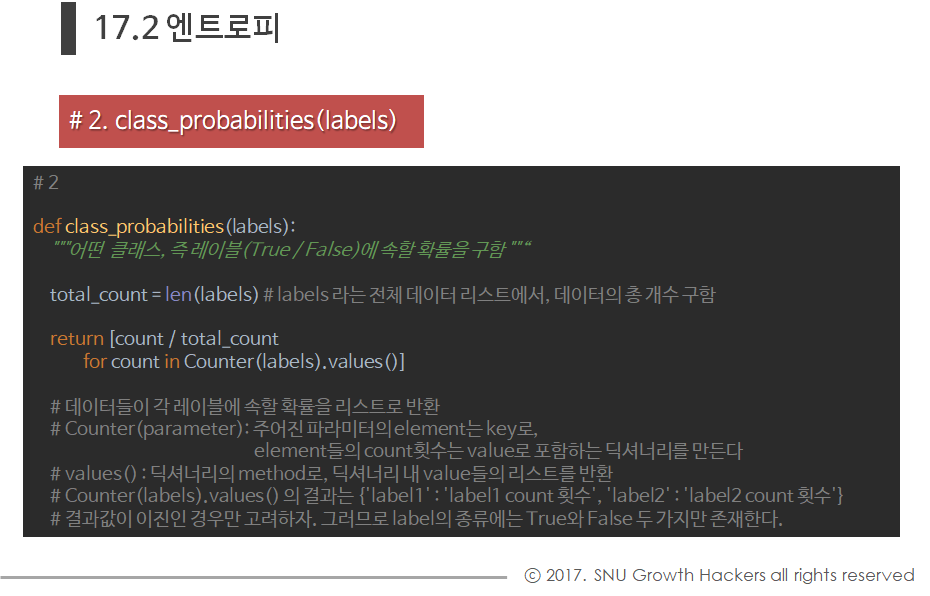 17.2 엔트로피
# 2. class_probabilities(labels)
# 2
def class_probabilities(labels):
"""어떤 클래스, 즉 레이블(True / False)에 속할 확률을 구함 """“
total_count = len(labels) # labels 라는 전체 데이터 리스트에서, 데이터의 총 개수 구함
return [count / total_count
for count in Counter(labels).values()]
# 데이터들이 각 레이블에 속할 확률을 리스트로 반환
# Counter(parameter): 주어진 파라미터의 element는 key로,
element들의 count횟수는 value로 포함하는 딕셔너리를 만든다
# values() : 딕셔너리의 method로, 딕셔너리 내 value들의 리스트를 반환
# Counter(labels).values() 의 결과는 {'label1' : 'label1 count 횟수', 'label2' : 'label2 count 횟수'}
# 결과값이 이진인 경우만 고려하자. 그러므로 label의 종류에는 True와 False 두 가지만 존재한다.
ⓒ 2017. SNU Growth Hackers all rights reserved